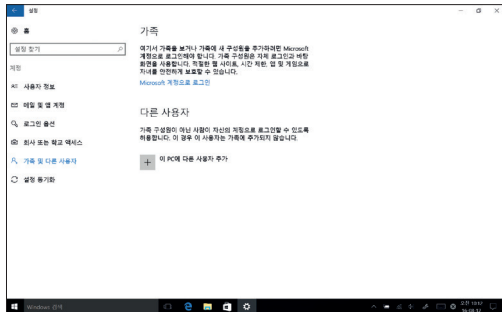 설정
홈
설정 찾기
계정
사용자 정보
메일 및 앱 계정
로그인 옵션
회사 또는 학교 액세스
가족 및 다른 사용자
설정 동기화
가족
여기서 가족을 보거나 가족에 새 구성원을 추가하려면 Microsoft
계정으로 로그인해야 합니다. 가족 구성원은 자체 로그인과 바탕
화면을 사용합니다. 적절한 웹 사이트, 시간 제한, 앱 및 게임으로
자녀를 안전하게 보호할 수 있습니다.
Microsoft 계정으로 로그인
다른 사용자
가족 구성원이 아닌 사람이 자신의 계정으로 로그인할 수 있도록
허용합니다. 이 경우 이 사용자는 가족에 추가되지 않습니다.
이 PC에 다른 사용자 추가
Windows 검색